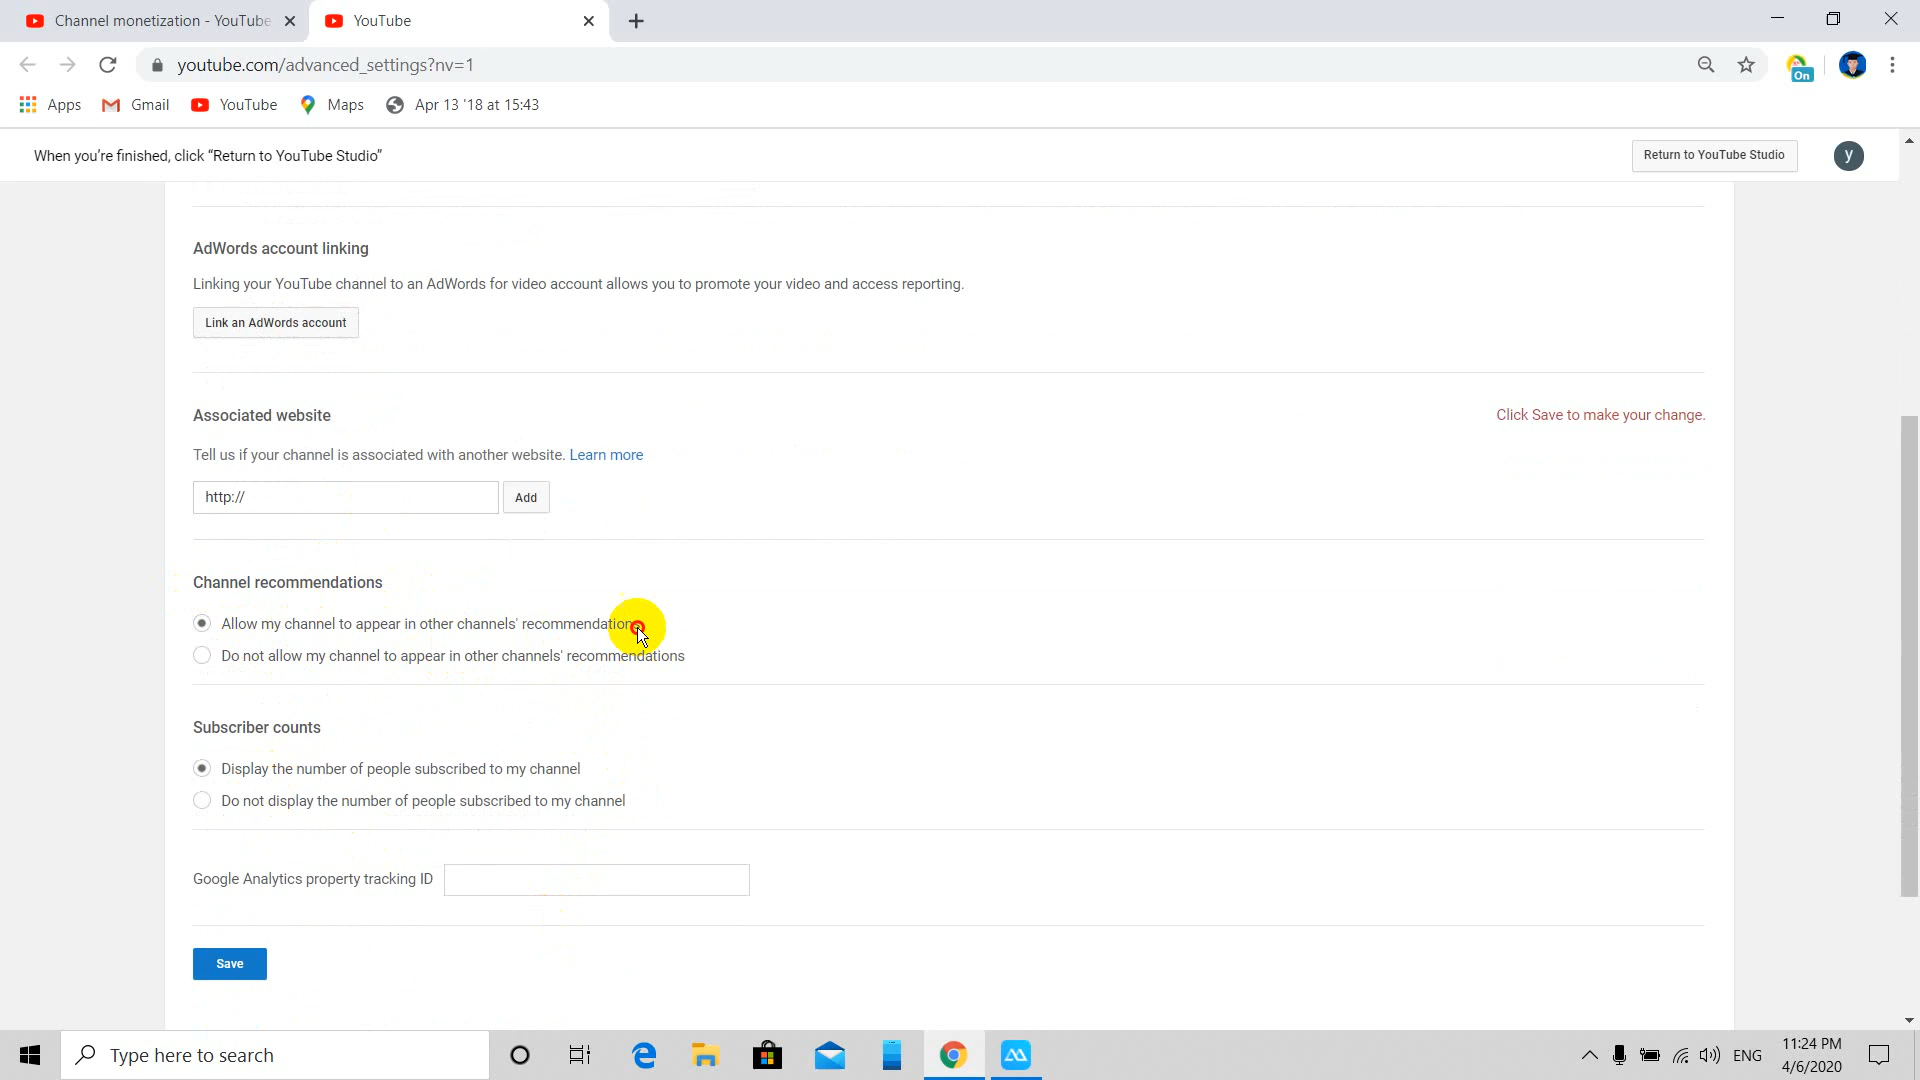 Channel monetization - YouTube
YouTube
youtube.com/advanced_settings?nv=1
On
Apps
Gmail
YouTube
Maps
Apr 13 '18 at 15:43
When you're finished, click “Return to YouTube Studio”
Return to YouTube Studio
y
AdWords account linking
Linking your YouTube channel to an AdWords for video account allows you to promote your video and access reporting.
Link an AdWords account
Associated website
Click Save to make your change.
Tell us if your channel is associated with another website. Learn more
http://
Add
Channel recommendations
Allow my channel to appear in other channels' recommendations
Do not allow my channel to appear in other channels' recommendations
Subscriber counts
Display the number of people subscribed to my channel
Do not display the number of people subscribed to my channel
Google Analytics property tracking ID
Save
Type here to search
ENG
11:24 PM
4/6/2020